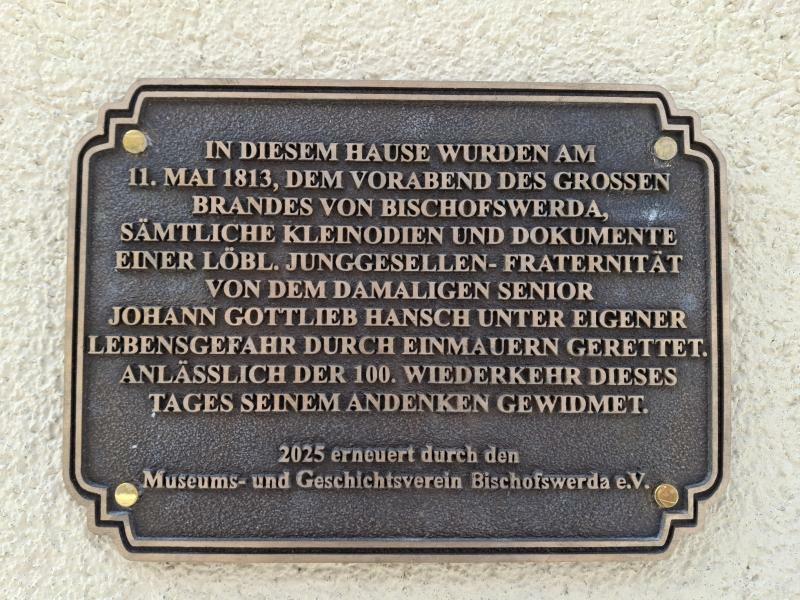 IN DIESEM HAUSE WURDEN AM
11. MAI 1813, DEM VORABEND DES GROSSEN
BRANDES VON BISCHOFSWERDA,
SÄMTLICHE KLEINODIEN UND DOKUMENTE
EINER LÖBL. JUNGGESELLEN- FRATERNITÄT
VON DEM DAMALIGEN SENIOR
JOHANN GOTTLIEB HANSCH UNTER EIGENER
LEBENSGEFAHR DURCH EINMAUERN GERETTET.
ANLÄSSLICH DER 100. WIEDERKEHR DIESES
TAGES SEINEM ANDENKEN GEWIDMET.
2025 erneuert durch den
Museums- und Geschichtsverein Bischofswerda e.V.